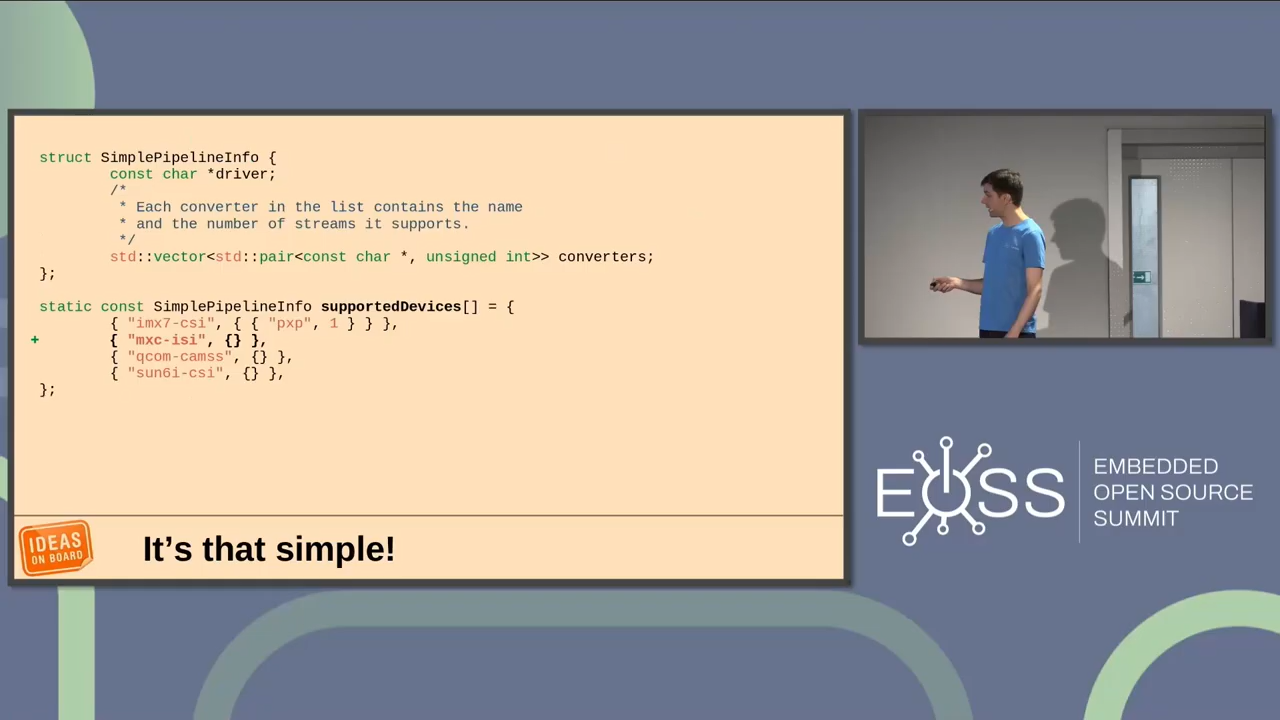 struct SimplePipelineInfo {
        const char *driver;
        /*
         * Each converter in the list contains the name
         * and the number of streams it supports.
         */
        std::vector<std::pair<const char *, unsigned int>> converters;
};
static const SimplePipelineInfo supportedDevices[] = {
        { "imx7-csi", { { "pxp", 1 } } },
+        { "mxc-isi", {} },
        { "qcom-camss", {} },
        { "sun6i-csi", {} },
};
IDEAS
ON BOARD
It’s that simple!
EOSS
EMBEDDED
OPEN SOURCE
SUMMIT